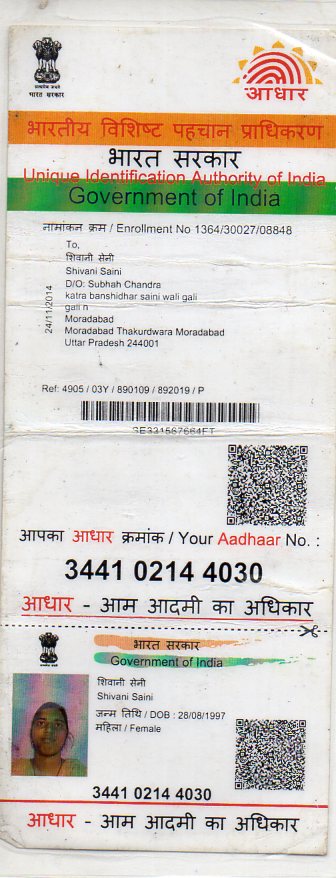 सत्यमेव जयते
भारत सरकार
आधार
भारतीय विशिष्ट पहचान प्राधिकरण
भारत सरकार
Unique Identification Authority of India
Government of India
नामांकन क्रम / Enrollment No 1364/30027/08848
To,
शिवानी सेनी
Shivani Saini
D/O: Subhah Chandra
katra banshidhar saini wali gali
gali n
Moradabad
Moradabad Thakurdwara Moradabad
Uttar Pradesh 244001
24/11/2014
Ref: 4905 / 03Y / 890109 / 892019 / P
SE331567664FT
आपका आधार क्रमांक / Your Aadhaar No. :
3441 0214 4030
आधार - आम आदमी का अधिकार
भारत सरकार
Government of India
शिवानी सेनी
Shivani Saini
जन्म तिथि / DOB : 28/08/1997
महिला / Female
3441 0214 4030
आधार - आम आदमी का अधिकार